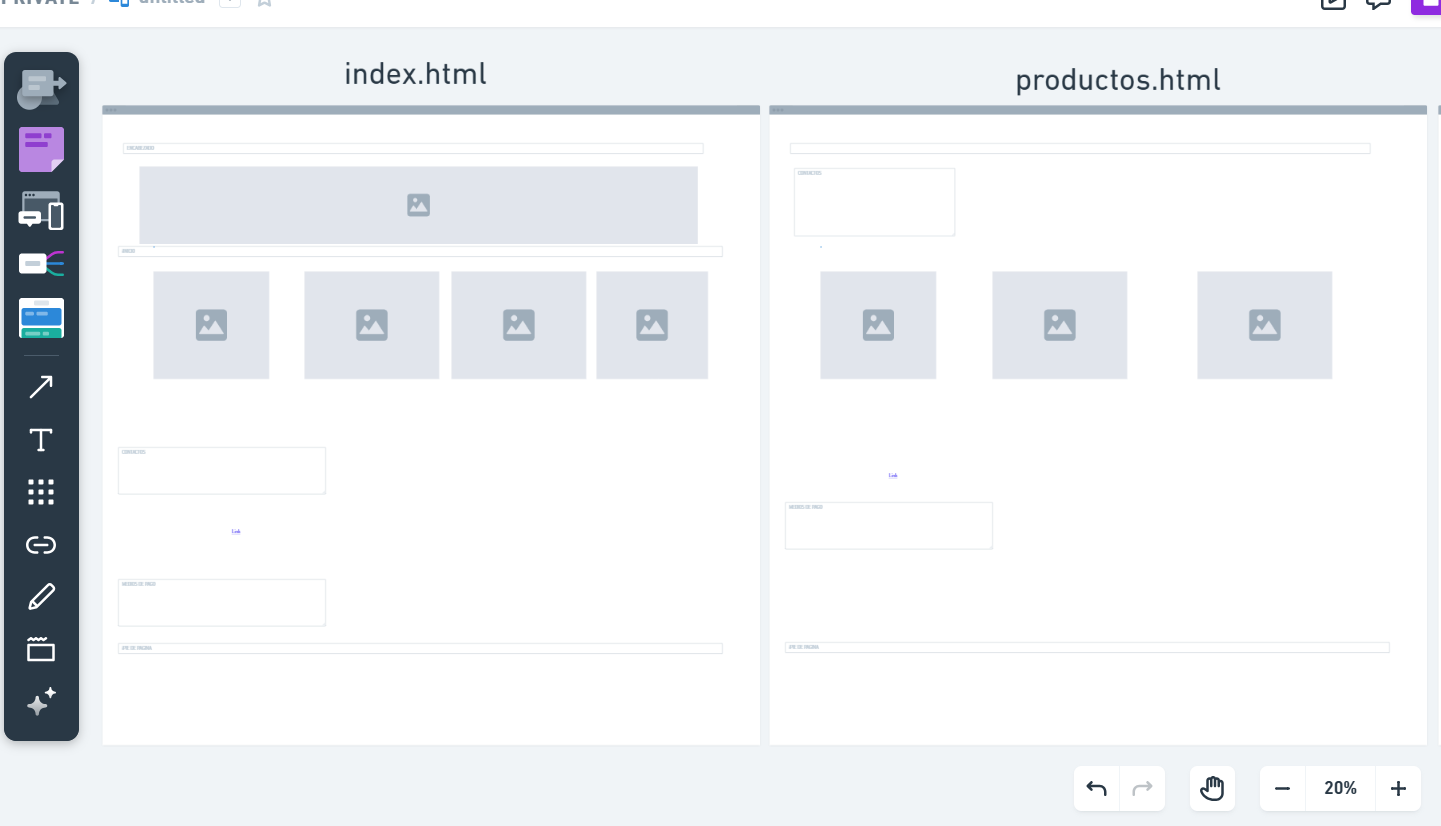 PRIVATE / untitled
index.html
productos.html
ENCABEZADO
CONTACTOS
CONTACTOS
Link
Link
MEDIOS DE PAGO
MEDIOS DE PAGO
PIE DE PAGINA
PIE DE PAGINA
20%